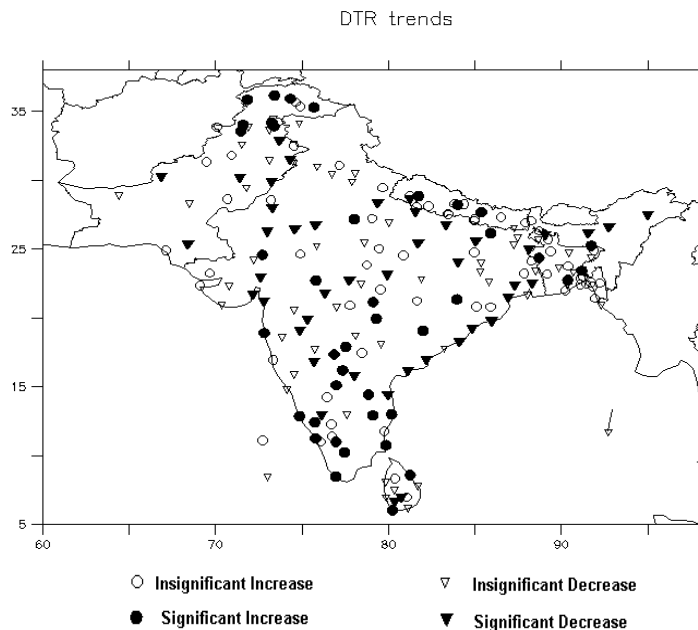 DTR trends
35
25
15
5
60
70
80
90
Insignificant Increase
Insignificant Decrease
Significant Increase
Significant Decrease